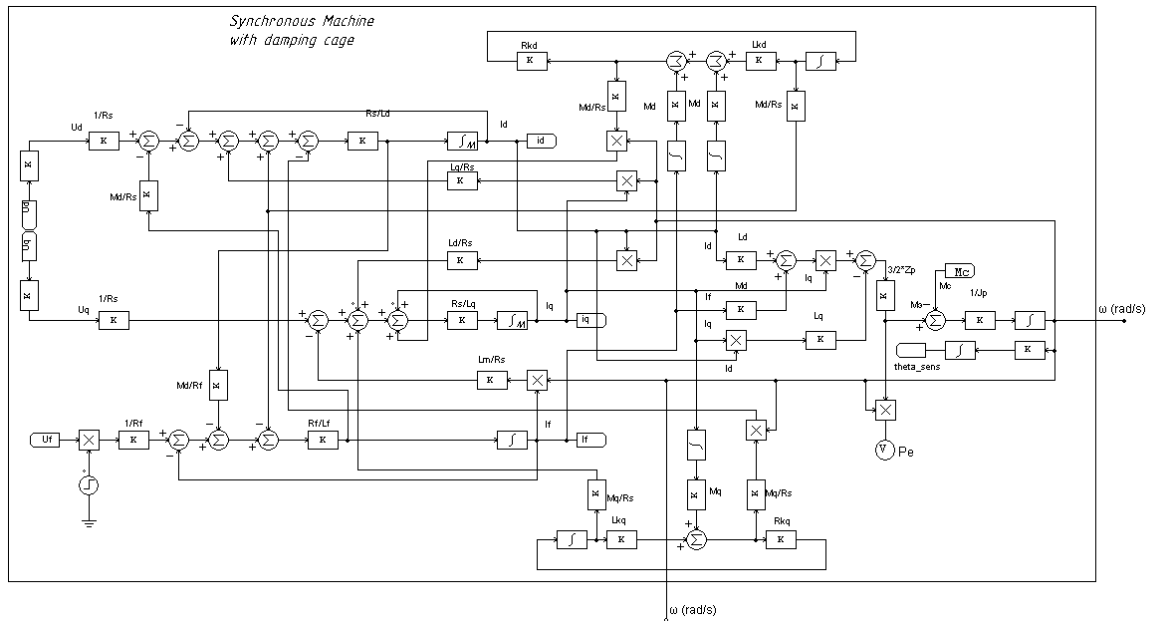 Synchronous Machine
with damping cage
Rkd
Lkd
K
K
Md/Rs
K
Md
K
Md
K
Md/Rs
K
1/Rs
Ud
K
Rs/Ld
K
M
Id
id
K
Ud
Uq
K
Md/Rs
K
Lq/Rs
K
Ld/Rs
K
Id
Ld
K
Iq
3/2*Zp
K
Mc
Mc
Me
1/Jp
K
ω (rad/s)
Md
If
K
Iq
Lq
K
Id
theta_sens
K
1/Rs
Uq
K
Rs/Lq
K
M
Iq
iq
Lm/Rs
K
Md/Rf
K
Uf
1/Rf
K
Rf/Lf
K
If
If
V
Pe
K
Mq/Rs
K
Mq
K
Mq/Rs
Lkq
K
Rkq
K
ω (rad/s)